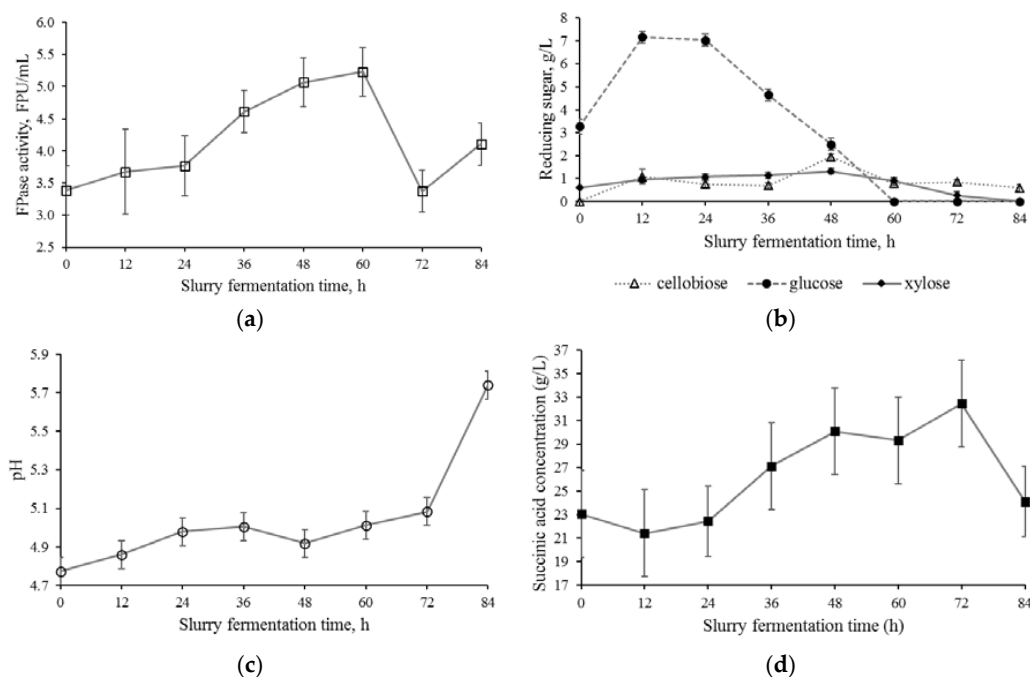 FPase activity, FPU/mL
6.0
5.5
5.0
4.5
4.0
3.5
3.0
2.5
0 12 24 36 48 60 72 84
Slurry fermentation time, h
(a)
Reducing sugar, g/L
8
7
6
5
4
3
2
1
0
0 12 24 36 48 60 72 84
Slurry fermentation time, h
cellobiose glucose xylose
(b)
pH
5.9
5.7
5.5
5.3
5.1
4.9
4.7
0 12 24 36 48 60 72 84
Slurry fermentation time, h
(c)
Succinic acid concentration (g/L)
37
35
33
31
29
27
25
23
21
19
17
0 12 24 36 48 60 72 84
Slurry fermentation time (h)
(d)